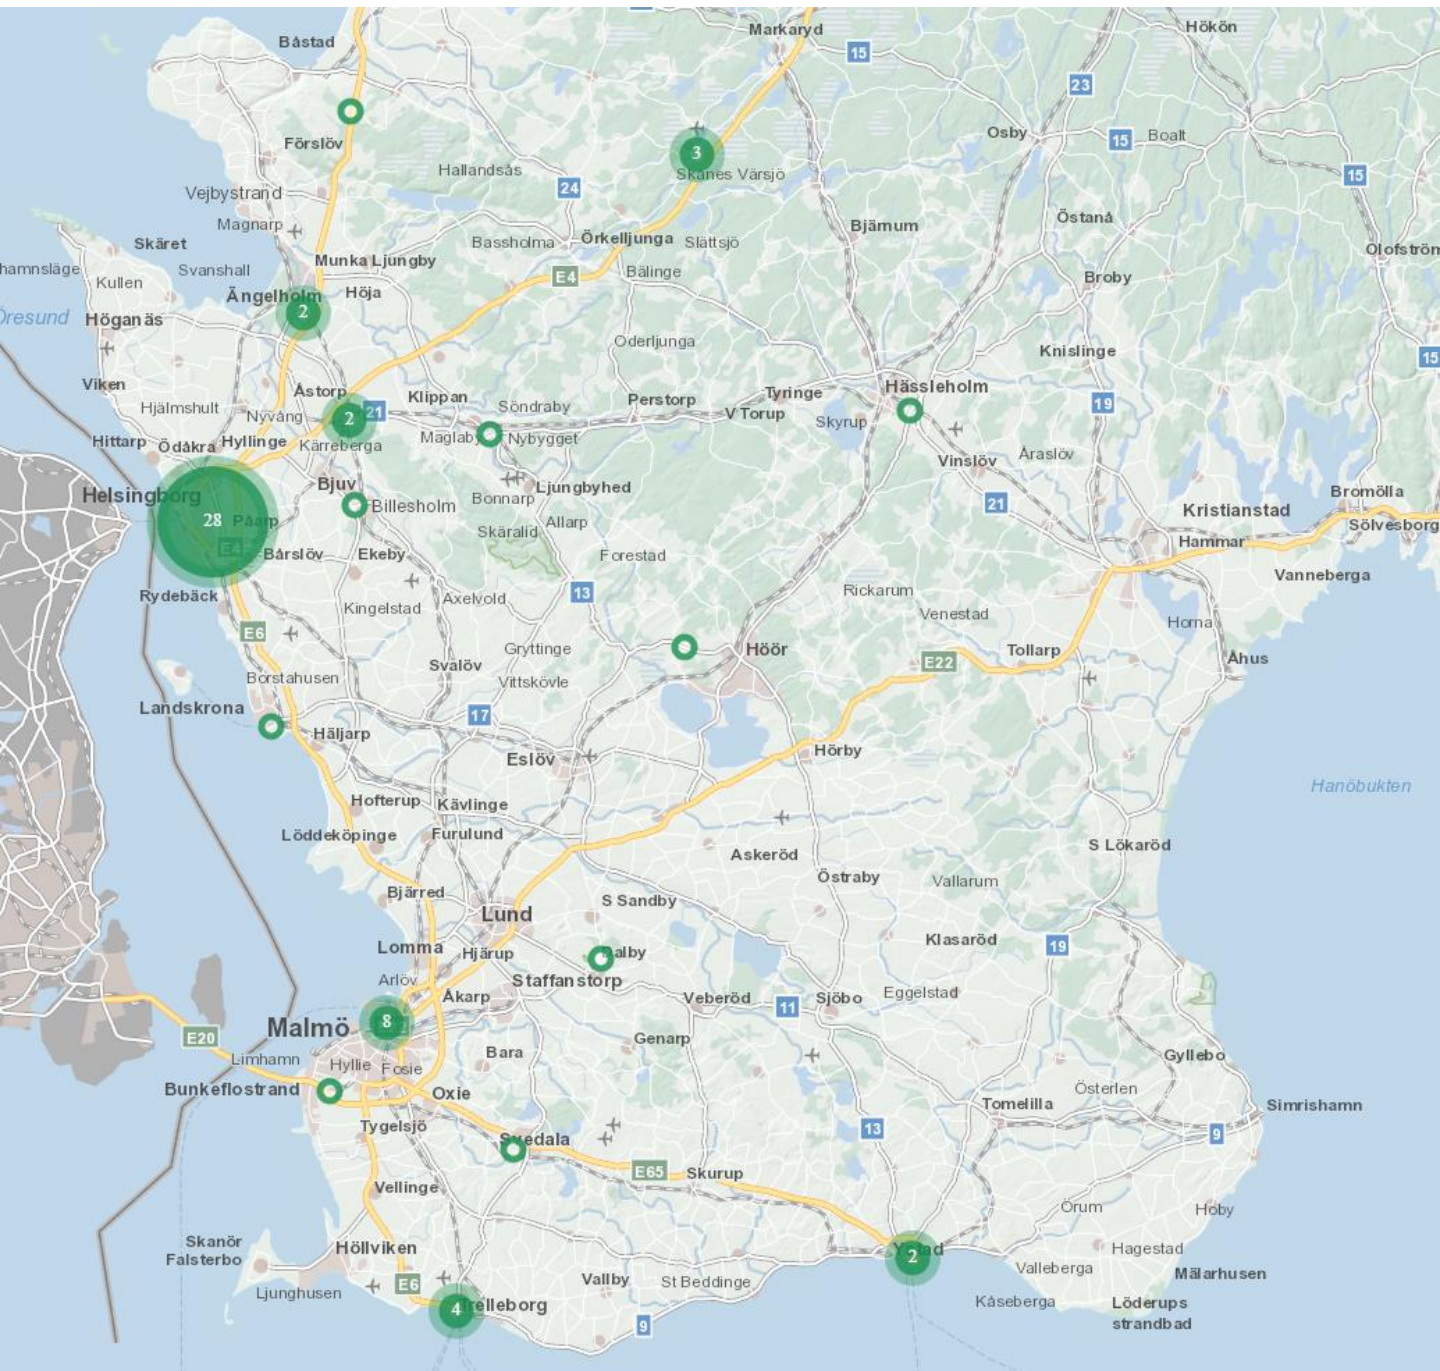 Båstad
Markaryd
15
Hökön
23
Förslöv
Osby
15
Boalt
3
Hallandsås
24
Skånes Värsjö
15
Vejbystrand
Magnarp
Bjärnum
Östanå
Skäret
Bassholma
Örkelljunga
Slättsjö
Olofström
hamnsläge
Kullen
Svanshall
Munka Ljungby
E4
Bälinge
Broby
Ängelholm
Höja
2
Öresund
Höganäs
Oderljunga
Knislinge
15
Viken
Åstorp
Klippan
Tyringe
Hässleholm
Hjälmshult
Nyvång
2
21
Söndraby
Perstorp
V Torup
Skyrup
19
Hittarp
Ödåkra
Hyllinge
Kärreberga
Maglaby
Nybygget
Vinslöv
Äraslöv
Helsingborg
28
Påarp
Bjuv
Billesholm
Bonnarp
Ljungbyhed
21
Bromölla
Kristianstad
Sölvesborg
E4
Bårslöv
Ekeby
Skäralid
Allarp
Forestad
Hammar
Vanneberga
Rydebäck
Kingelstad
Axelvold
13
Rickarum
Venestad
Horna
E6
Gryttinge
Höör
E22
Tollarp
Åhus
Borstahusen
Svalöv
Vittskövle
Landskrona
17
Häljarp
Eslöv
Hörby
Hanöbukten
Hofterup
Kävlinge
Löddeköpinge
Furulund
Askeröd
S Lökaröd
Östraby
Vallarum
Bjärred
Lund
S Sandby
Klasaröd
19
Lomma
Hjärup
Dalby
Arlöv
Staffanstorp
Åkarp
Veberöd
11
Sjöbo
Eggelstad
Malmö
8
E20
Limhamn
Hyllie
Fosie
Bara
Genarp
Gyllebo
Bunkeflostrand
Oxie
Österlen
Tomelilla
Simrishamn
Tygelsjö
Svedala
13
9
E65
Skurup
Vellinge
Örum
Hoby
Skanör
Falsterbo
Höllviken
2
Ystad
Hagestad
Valleberga
Mälarhusen
Ljunghusen
E6
Vallby
St Beddinge
4
Trelleborg
Kåseberga
Löderups
strandbad
9